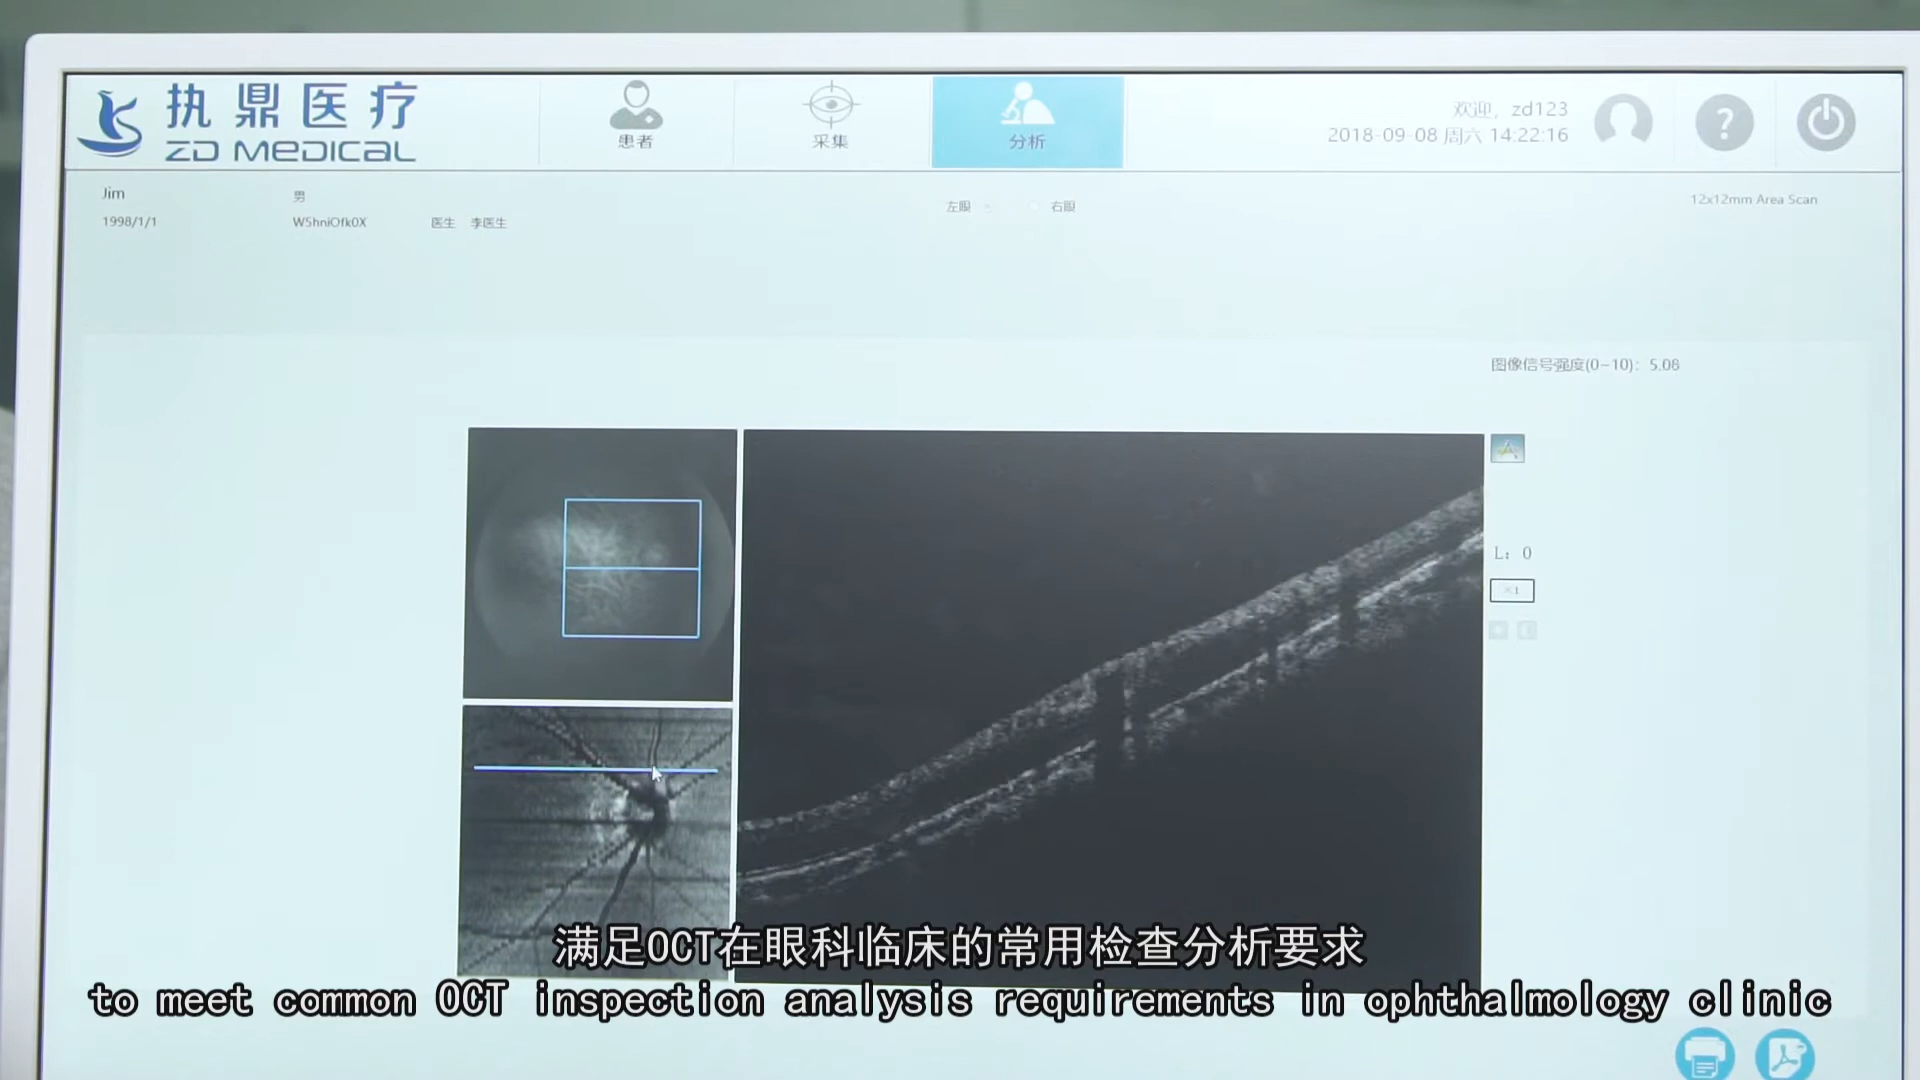 执鼎医疗
ZD MEDICAL
患者
采集
分析
欢迎，zd123
2018-09-08 周六 14:22:16
?
Jim
男
1998/1/1
W5hniOfk0X
医生 李医生
左眼
右眼
12x12mm Area Scan
图像信号强度(0-10): 5.08
L: 0
×1
满足OCT在眼科临床的常用检查分析要求
to meet common OCT inspection analysis requirements in ophthalmology clinic